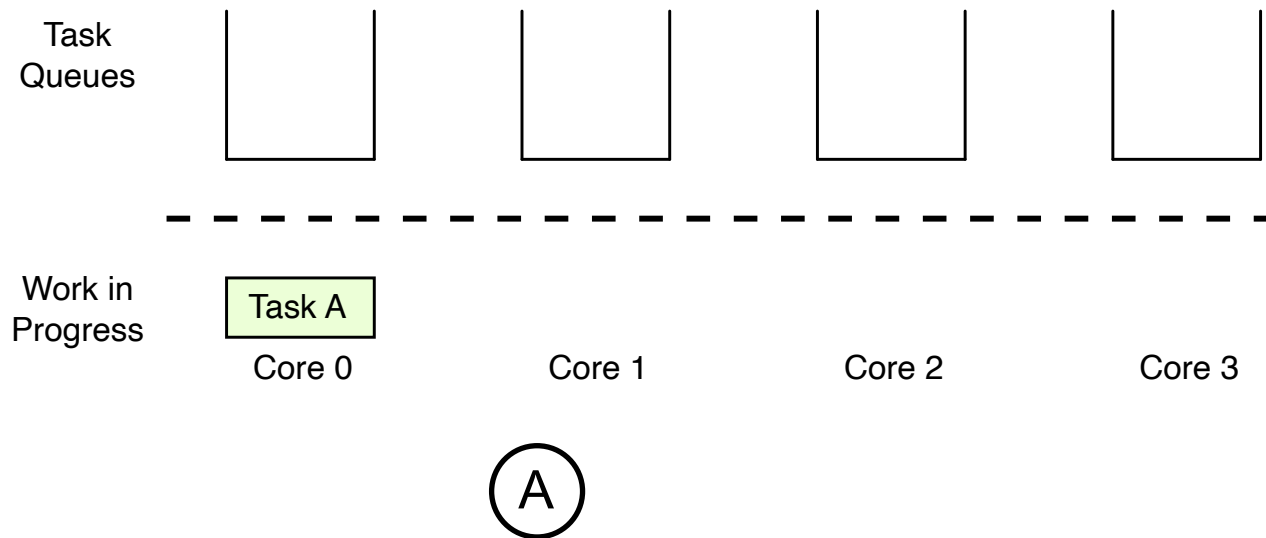 Task
Queues
Work in
Progress
Task A
Core 0
Core 1
Core 2
Core 3
A